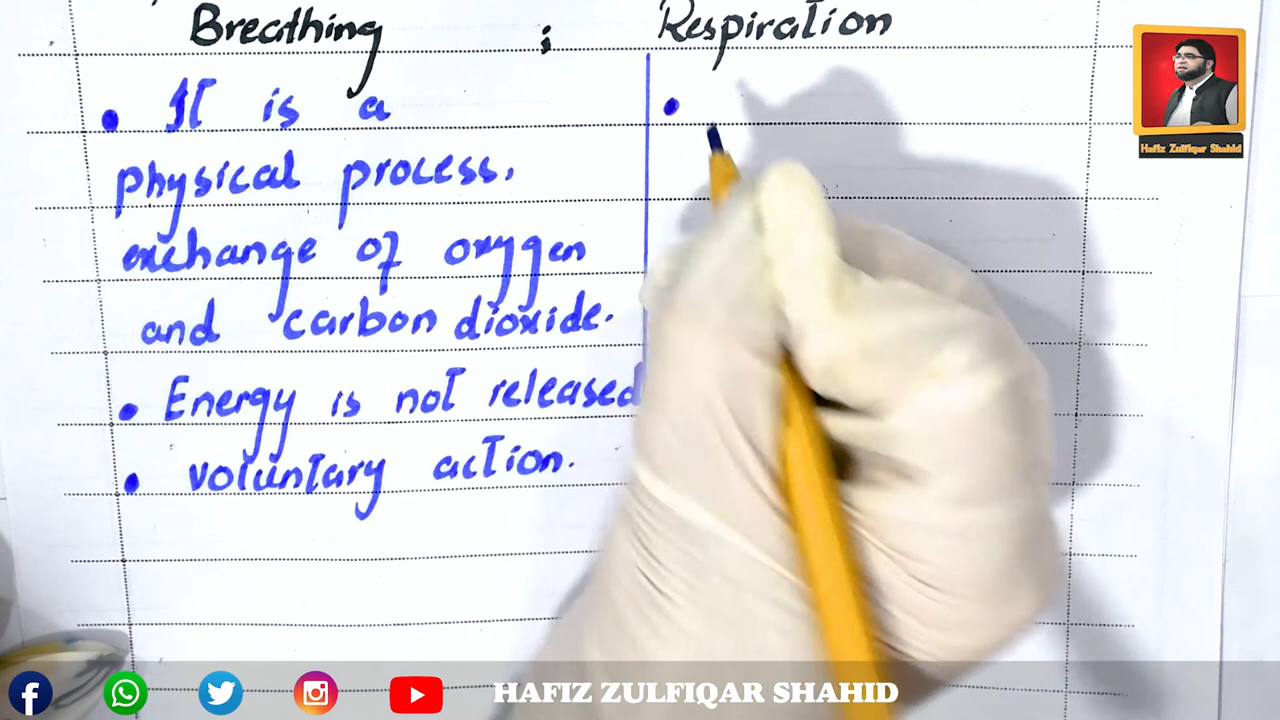 Breathing ; Respiration
• It is a
physical process.
exchange of oxygen
and carbon dioxide.
• Energy is not released
• voluntary action.
•
Hafiz Zulfiqar Shahid
HAFIZ ZULFIQAR SHAHID